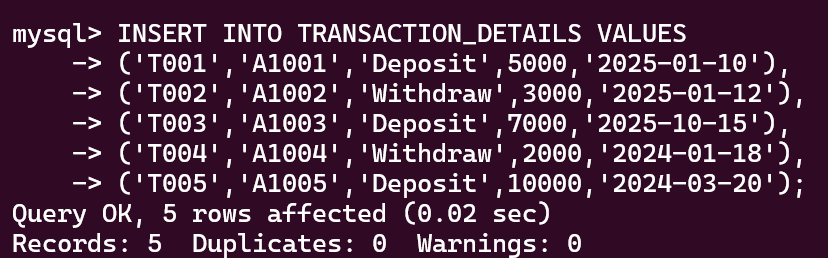 mysql> INSERT INTO TRANSACTION_DETAILS VALUES
    -> ('T001','A1001','Deposit',5000,'2025-01-10'),
    -> ('T002','A1002','Withdraw',3000,'2025-01-12'),
    -> ('T003','A1003','Deposit',7000,'2025-10-15'),
    -> ('T004','A1004','Withdraw',2000,'2024-01-18'),
    -> ('T005','A1005','Deposit',10000,'2024-03-20');
Query OK, 5 rows affected (0.02 sec)
Records: 5  Duplicates: 0  Warnings: 0